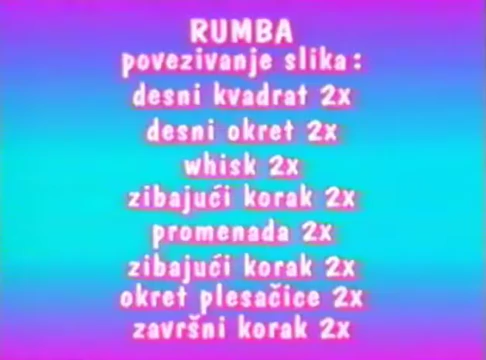 RUMBA
povezivanje slika:
desni kvadrat 2x
desni okret 2x
whisk 2x
zibajući korak 2x
promenada 2x
zibajući korak 2x
okret plesačice 2x
završni korak 2x